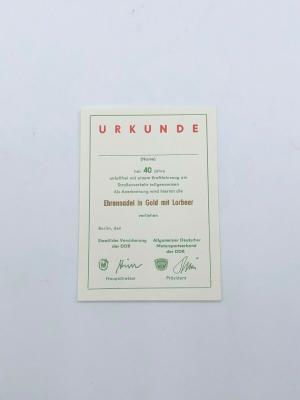 URKUNDE
(Name)
hat 40 Jahre
unfallfrei mit einem Kraftfahrzeug am
Straßenverkehr teilgenommen
Als Anerkennung wird hiermit die
Ehrennadel in Gold mit Lorbeer
verliehen
Berlin, den
Staatliche Versicherung Allgemeiner Deutscher
der DDR Motorsportverband
der DDR
Hauptdirektor Präsident